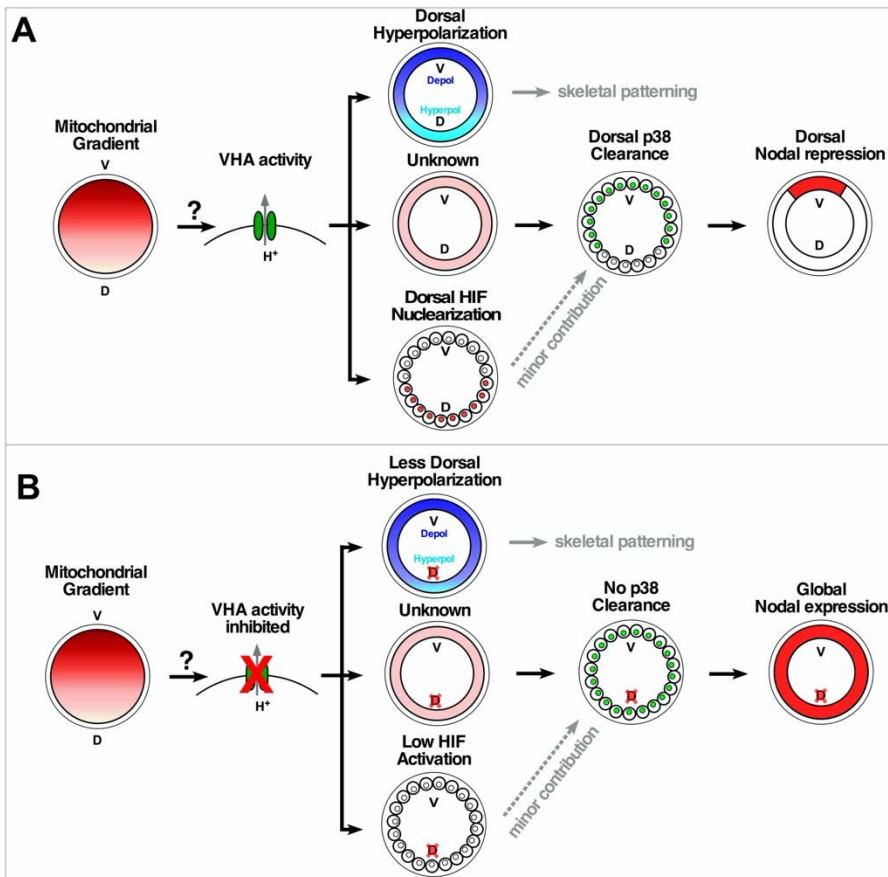 A
Dorsal
Hyperpolarization
V
Depol
Hyperpol
D
skeletal patterning
Mitochondrial
Gradient
V
D
?
VHA activity
H+
Unknown
V
D
Dorsal p38
Clearance
V
D
Dorsal
Nodal repression
V
D
Dorsal HIF
Nuclearization
V
D
minor contribution
B
Less Dorsal
Hyperpolarization
V
Depol
Hyperpol
D
skeletal patterning
Mitochondrial
Gradient
V
D
?
VHA activity
inhibited
H+
Unknown
V
D
No p38
Clearance
V
D
Global
Nodal expression
V
D
Low HIF
Activation
V
D
minor contribution